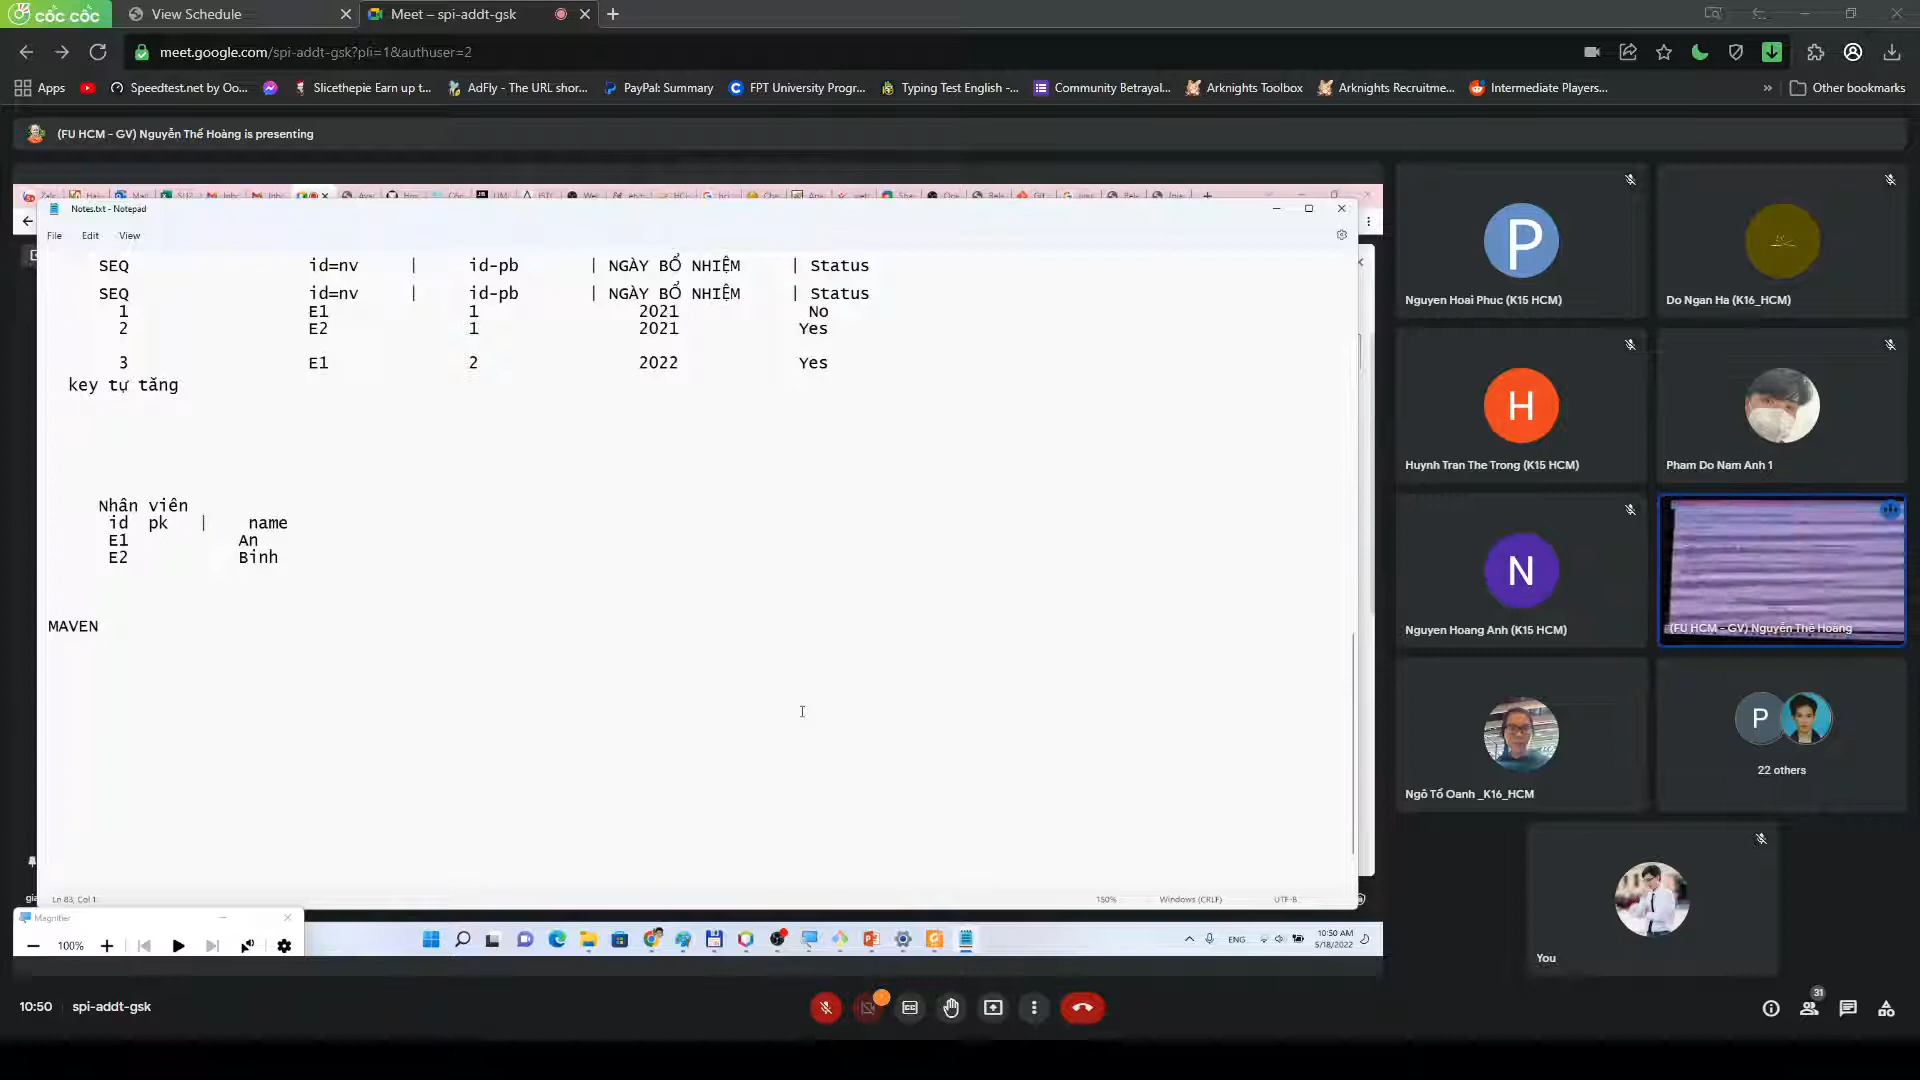 cốc cốc
View Schedule
Meet – spi-addt-gsk
meet.google.com/spi-addt-gsk?pli=1&authuser=2
Apps
Speedtest.net by Oo...
Slicethepie Earn up t...
AdFly - The URL shor...
PayPal: Summary
FPT University Progr...
Typing Test English -...
Community Betrayal...
Arknights Toolbox
Arknights Recruitme...
Intermediate Players...
» Other bookmarks
(FU HCM - GV) Nguyễn Thế Hoàng is presenting
Notes.txt - Notepad
File Edit View
SEQ id=nv | id-pb | NGÀY BỔ NHIỆM | Status
SEQ id=nv | id-pb | NGÀY BỔ NHIỆM | Status
1 E1 1 2021 No
2 E2 1 2021 Yes
3 E1 2 2022 Yes
key tự tăng
Nhân viên
id pk | name
E1 An
E2 Bình
MAVEN
Ln 83, Col 1
150%
Windows (CRLF)
UTF-8
Magnifier
100%
ENG
10:50 AM
5/18/2022
P
Nguyen Hoai Phuc (K15 HCM)
Do Ngan Ha (K16_HCM)
H
Huynh Tran The Trong (K15 HCM)
Pham Do Nam Anh 1
N
Nguyen Hoang Anh (K15 HCM)
(FU HCM - GV) Nguyễn Thế Hoàng
Ngô Tố Oanh _K16_HCM
P
22 others
You
10:50
spi-addt-gsk
31